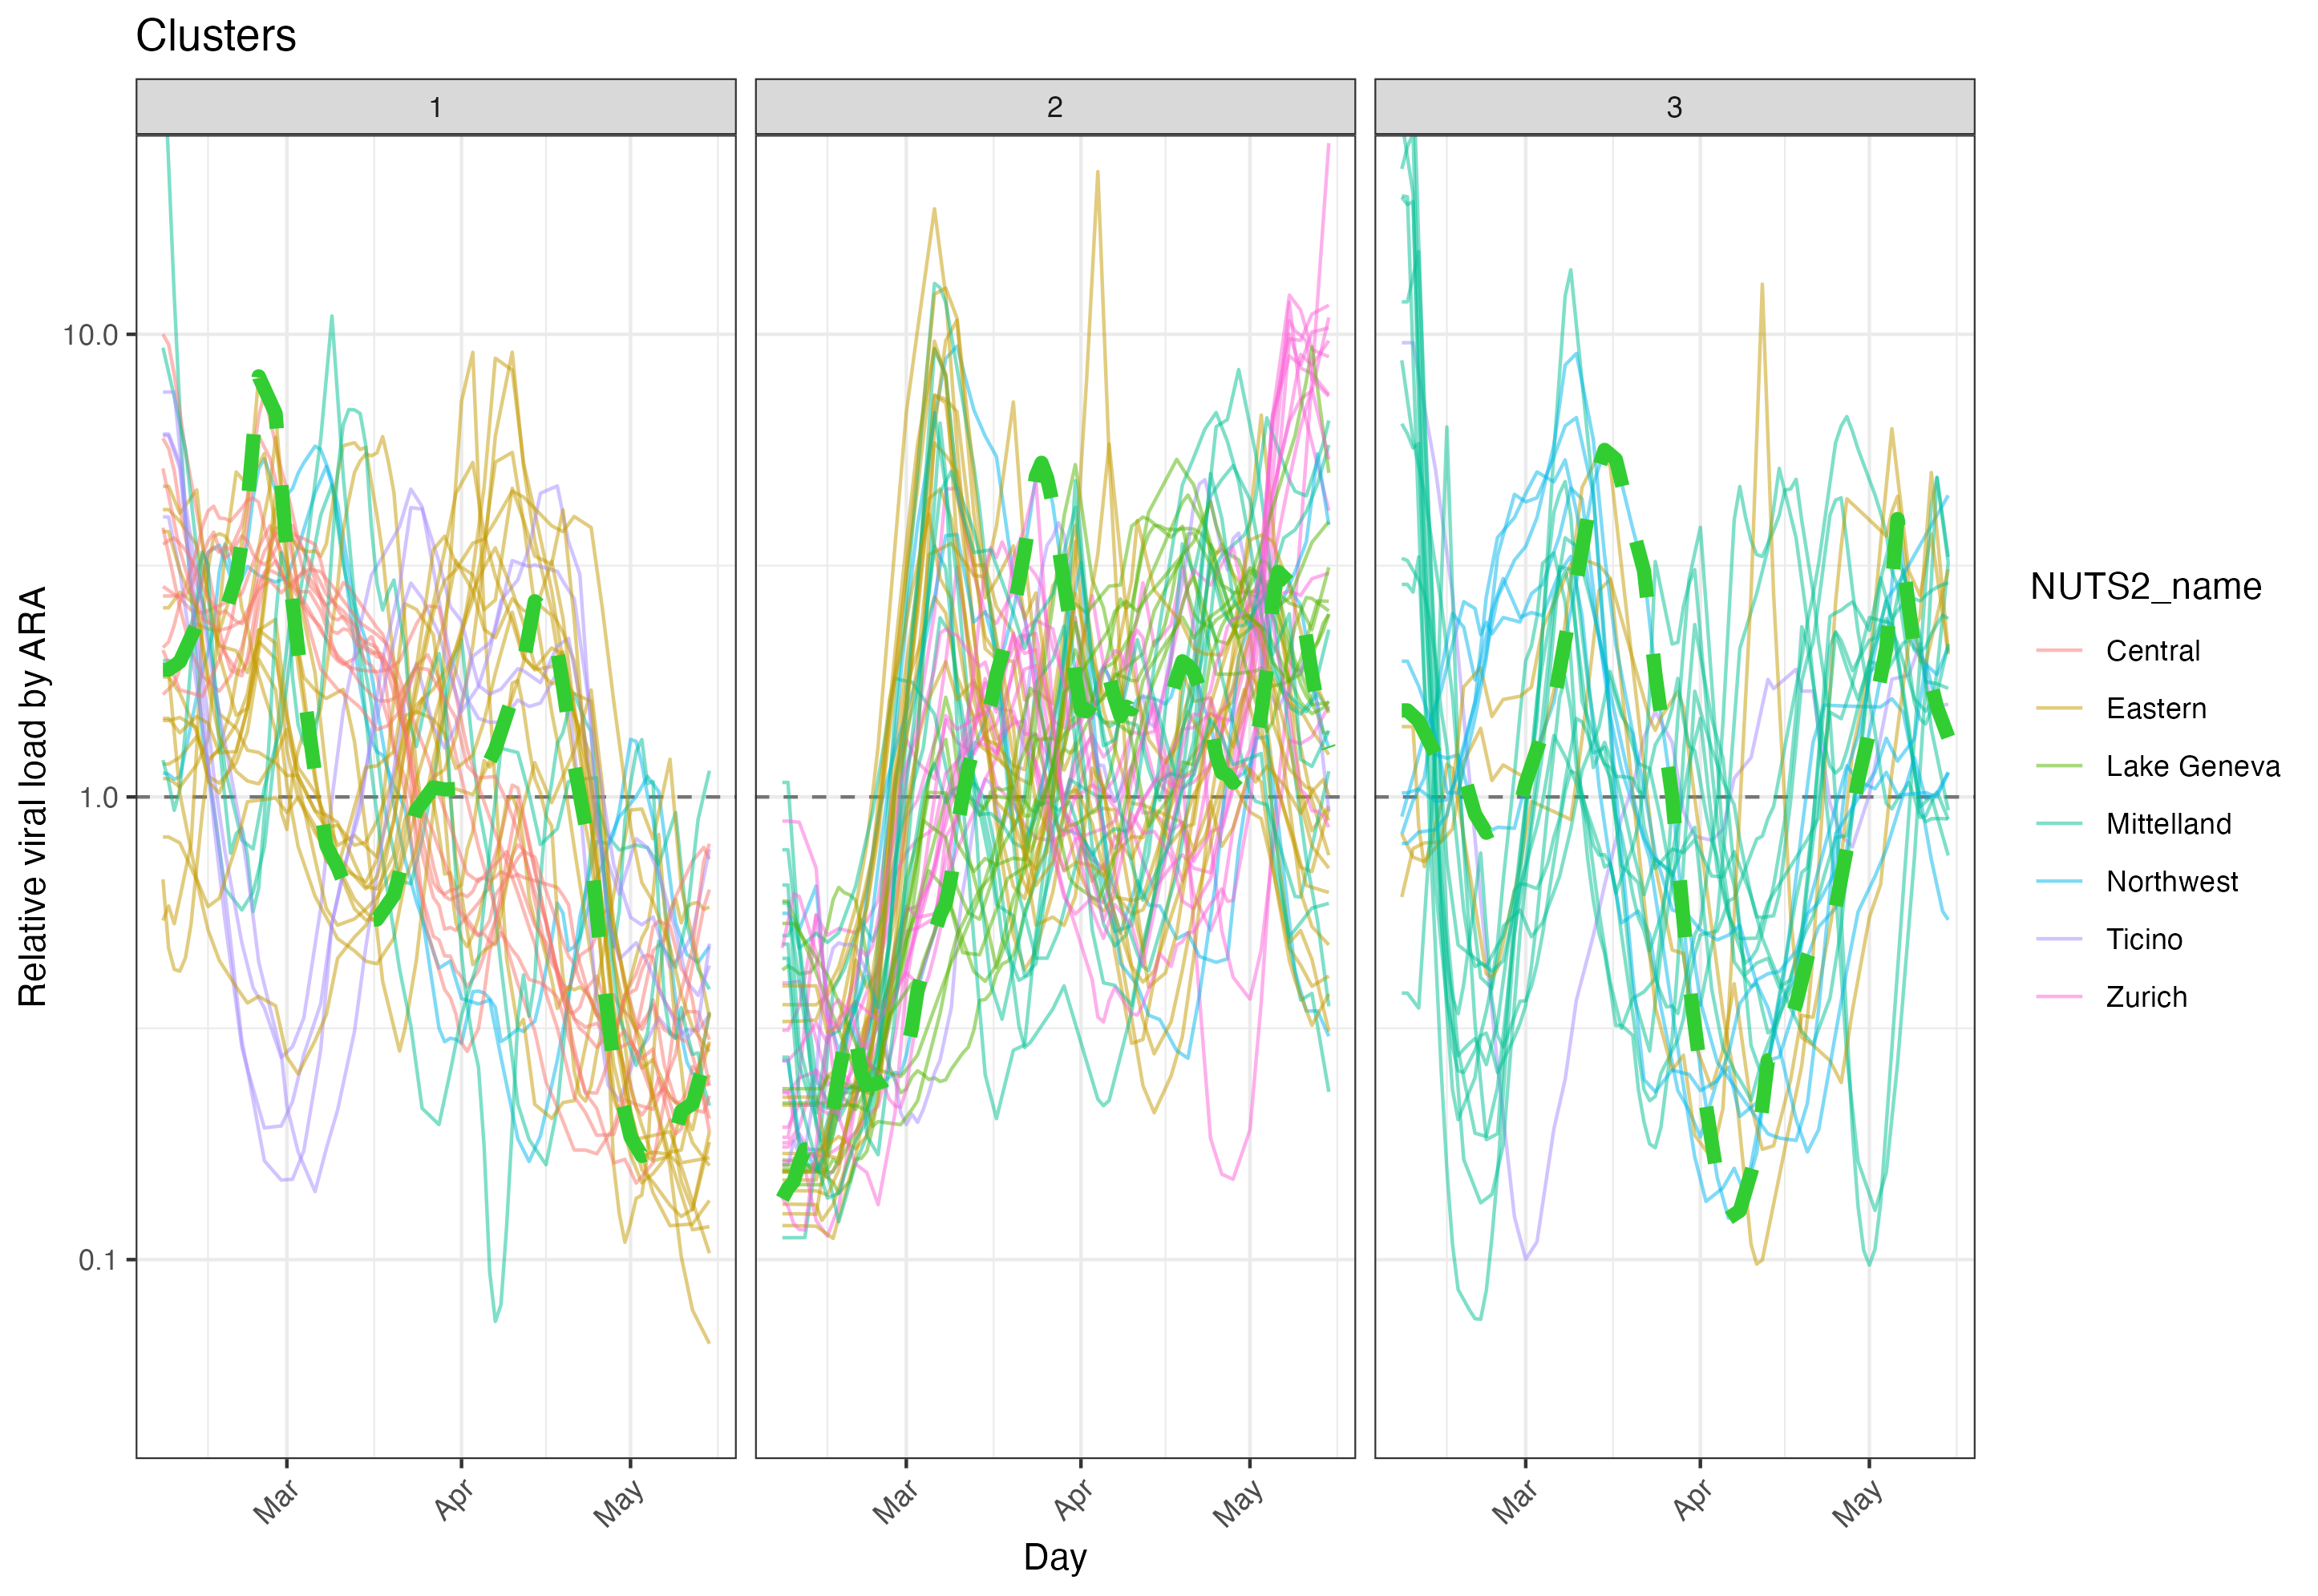 Clusters
1
2
3
10.0
1.0
0.1
Relative viral load by ARA
Mar
Apr
May
Mar
Apr
May
Mar
Apr
May
Day
NUTS2_name
Central
Eastern
Lake Geneva
Mittelland
Northwest
Ticino
Zurich